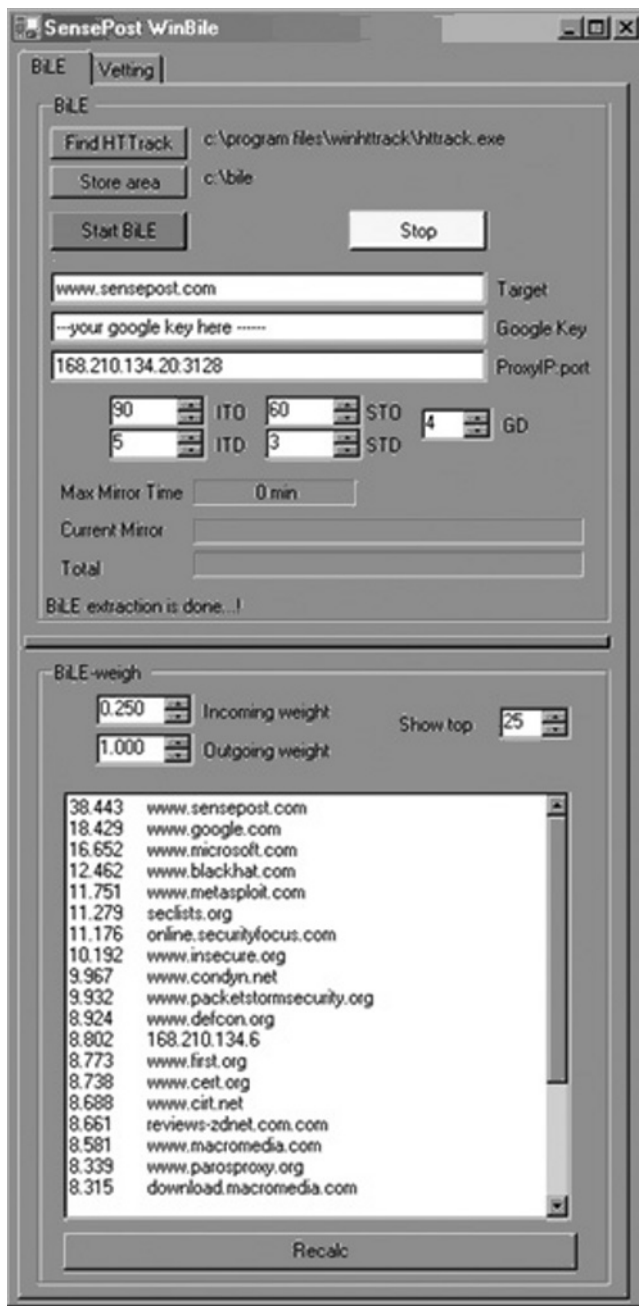 SensePost WinBile
BiLE Vetting
BiLE
Find HTTrack c:\program files\winhttrack\httrack.exe
Store area c:\bile
Start BiLE Stop
www.sensepost.com Target
---your google key here ------ Google Key
168.210.134.20:3128 ProxyIP:port
90 ITO 60 STO 4 GD
5 ITD 3 STD
Max Mirror Time 0 min
Current Mirror
Total
BiLE extraction is done...!
BiLE-weigh
0.250 Incoming weight Show top 25
1.000 Outgoing weight
38.443 www.sensepost.com
18.429 www.google.com
16.652 www.microsoft.com
12.462 www.blackhat.com
11.751 www.metasploit.com
11.279 seclists.org
11.176 online.securityfocus.com
10.192 www.insecure.org
9.967 www.condyn.net
9.932 www.packetstormsecurity.org
8.924 www.defcon.org
8.802 168.210.134.6
8.773 www.first.org
8.738 www.cert.org
8.688 www.cirt.net
8.661 reviews-zdnet.com.com
8.581 www.macromedia.com
8.339 www.parosproxy.org
8.315 download.macromedia.com
Recalc